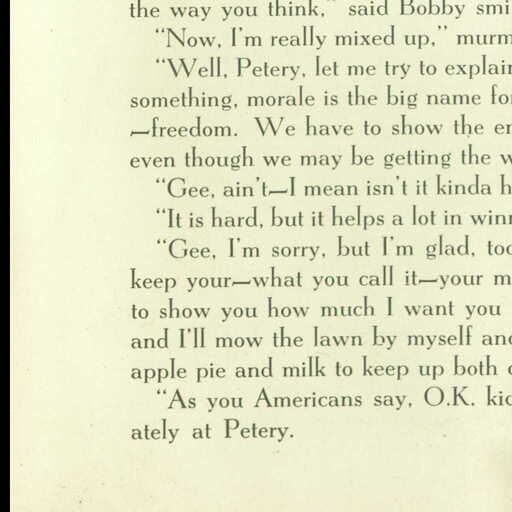 the way you think," said Bobby smi
"Now, I'm really mixed up," murm
"Well, Petery, let me try to explain
something, morale is the big name fo
—freedom. We have to show the en
even though we may be getting the w
"Gee, ain't—I mean isn't it kinda h
"It is hard, but it helps a lot in winn
"Gee, I'm sorry, but I'm glad, too
keep your—what you call it—your m
to show you how much I want you
and I'll mow the lawn by myself and
apple pie and milk to keep up both o
"As you Americans say, O.K. kid
ately at Petery.